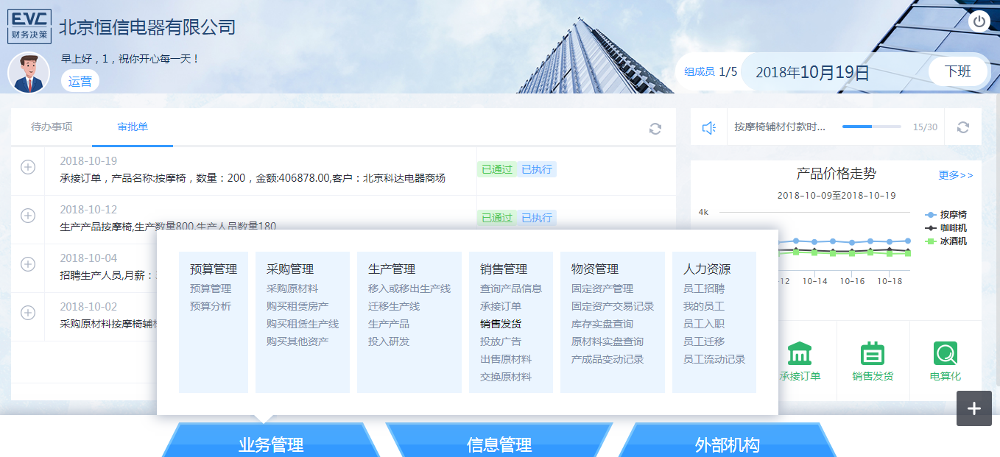 EVC
财务决策
北京恒信电器有限公司
早上好，1，祝你开心每一天！
运营
组成员 1/5
2018年10月19日
下班
待办事项
审批单
2018-10-19
承接订单，产品名称:按摩椅，数量：200，金额:406878.00,客户：北京科达电器商场
已通过 已执行
2018-10-12
生产产品按摩椅,生产数量800,生产人员数量180
已通过 已执行
2018-10-04
招聘生产人员,月薪：
2018-10-02
采购原材料按摩椅辅
按摩椅辅材付款时...
15/30
产品价格走势
更多>>
2018-10-09至2018-10-19
4k
按摩椅
咖啡机
冰酒机
-12 10-14 10-16 10-18
预算管理
预算管理
预算分析
采购管理
采购原材料
购买租赁房产
购买租赁生产线
购买其他资产
生产管理
移入或移出生产线
迁移生产线
生产产品
投入研发
销售管理
查询产品信息
承接订单
销售发货
投放广告
出售原材料
交换原材料
物资管理
固定资产管理
固定资产交易记录
库存实盘查询
原材料实盘查询
产成品变动记录
人力资源
员工招聘
我的员工
员工入职
员工迁移
员工流动记录
承接订单
销售发货
电算化
业务管理
信息管理
外部机构